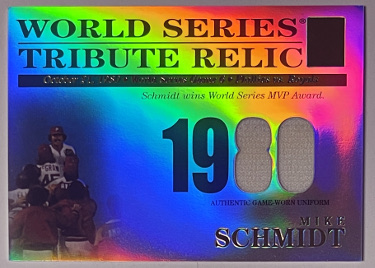 WORLD SERIES®
TRIBUTE RELIC
Schmidt wins World Series MVP Award.
1980
AUTHENTIC GAME-WORN UNIFORM
MIKE
SCHMIDT